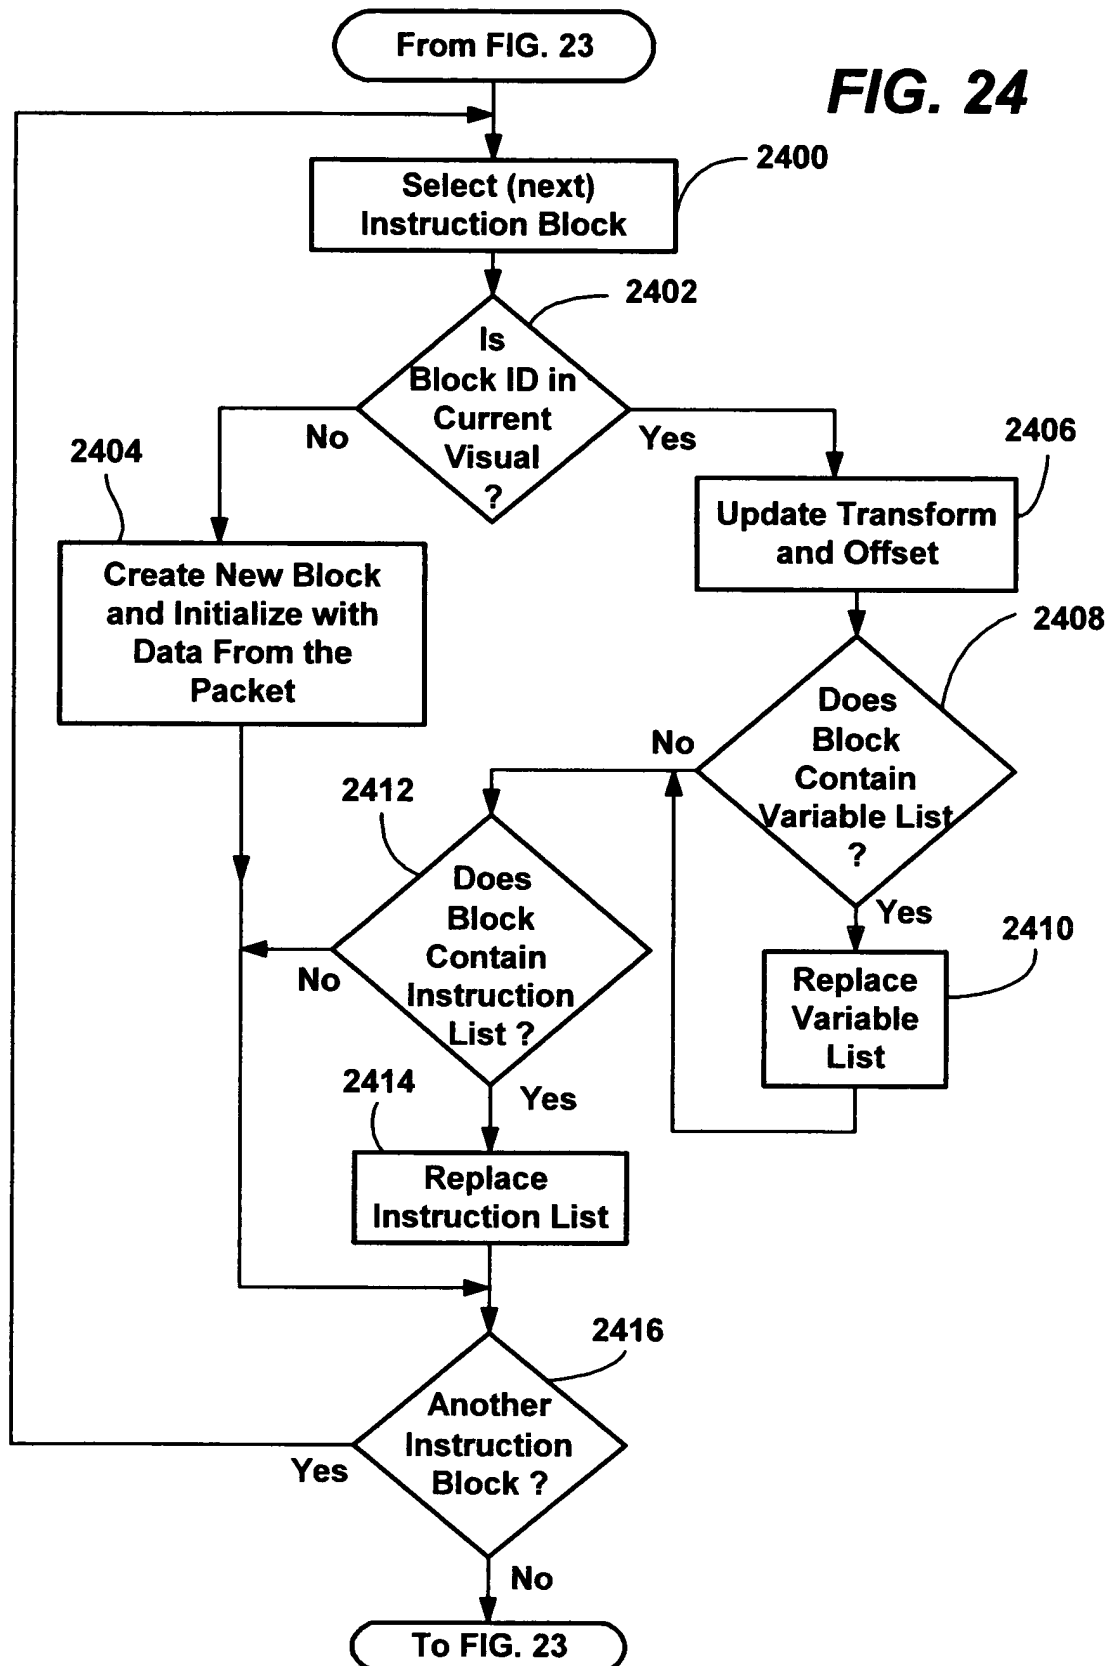 From FIG. 23
FIG. 24
2400
Select (next)
Instruction Block
2402
Is
Block ID in
Current
Visual
?
No
Yes
2404
2406
Create New Block
and Initialize with
Data From the
Packet
Update Transform
and Offset
2408
Does
Block
Contain
Variable List
?
No
Yes
2410
Replace
Variable
List
2412
Does
Block
Contain
Instruction
List ?
No
Yes
2414
Replace
Instruction List
2416
Another
Instruction
Block ?
Yes
No
To FIG. 23